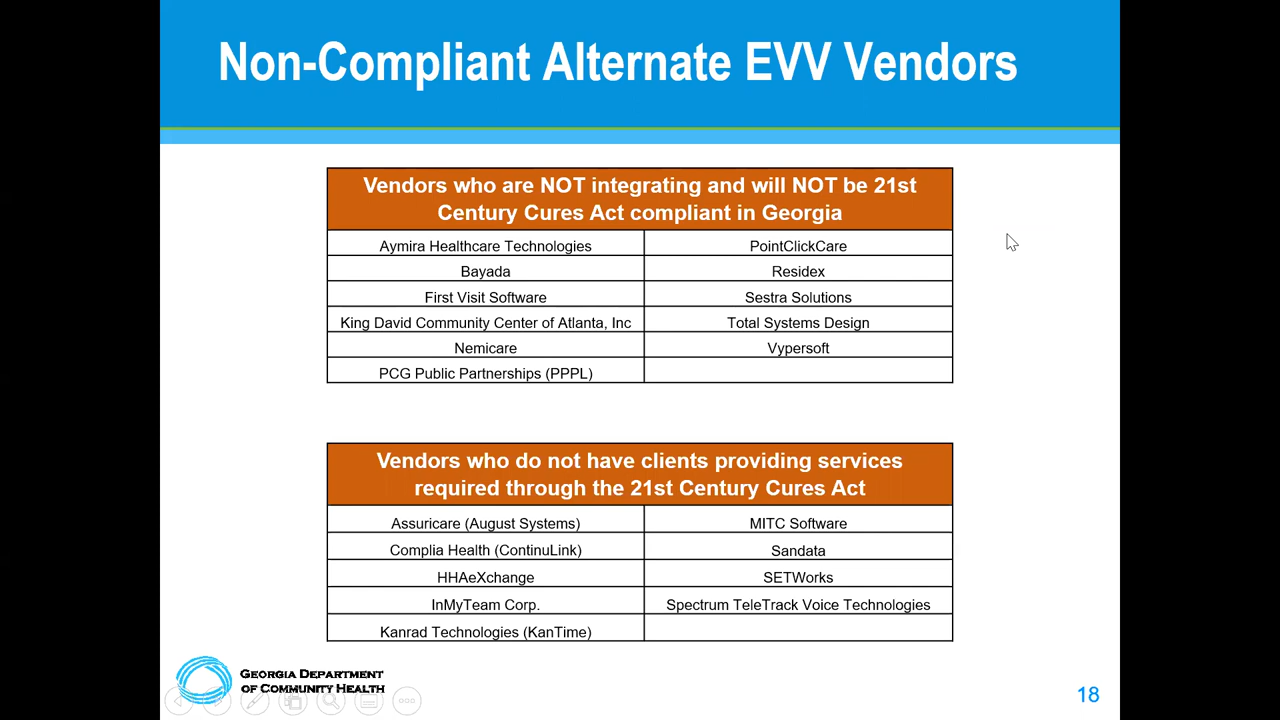 Non-Compliant Alternate EVV Vendors
Vendors who are NOT integrating and will NOT be 21st
Century Cures Act compliant in Georgia
Aymira Healthcare Technologies PointClickCare
Bayada Residex
First Visit Software Sestra Solutions
King David Community Center of Atlanta, Inc Total Systems Design
Nemicare Vypersoft
PCG Public Partnerships (PPPL)
Vendors who do not have clients providing services
required through the 21st Century Cures Act
Assuricare (August Systems) MITC Software
Complia Health (ContinuLink) Sandata
HHAeXchange SETWorks
InMyTeam Corp. Spectrum TeleTrack Voice Technologies
Kanrad Technologies (KanTime)
GEORGIA DEPARTMENT
OF COMMUNITY HEALTH
18